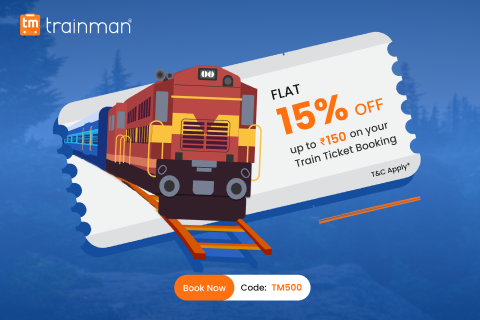 tm trainman
FLAT
15% OFF
up to ₹150 on your
Train Ticket Booking
T&C Apply*
Book Now Code: TM500